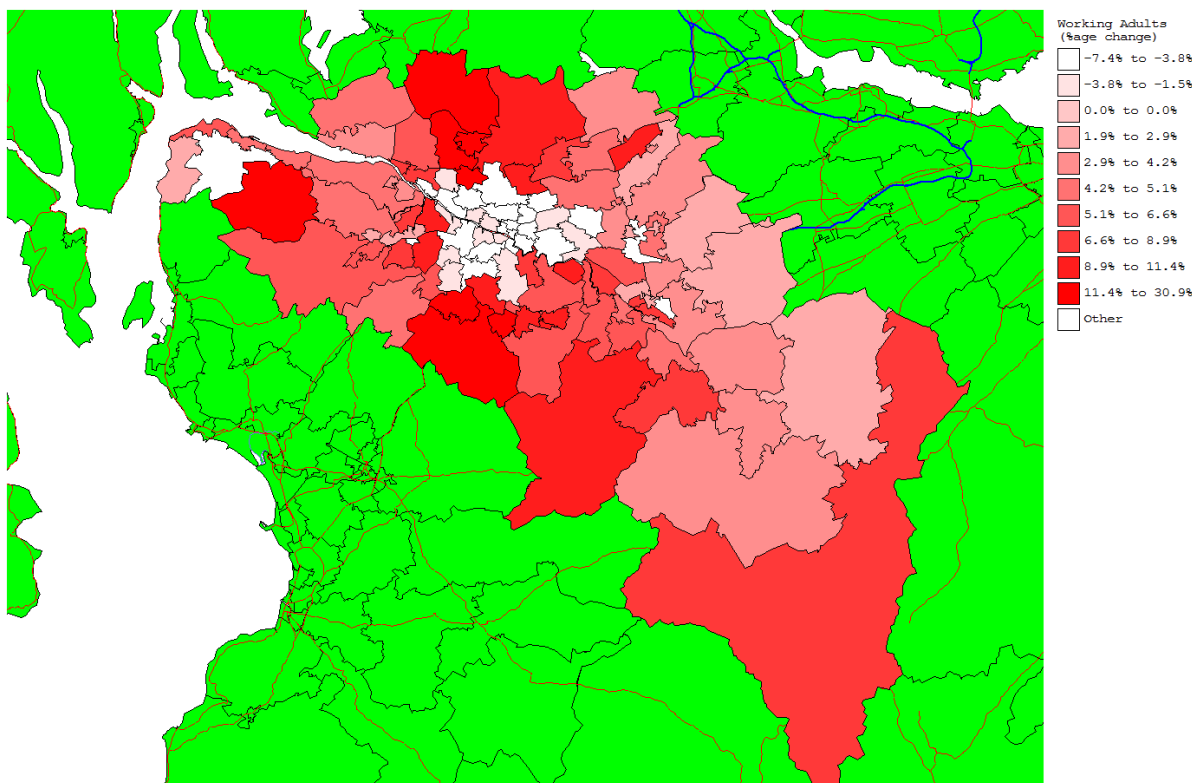 Working Adults
(%age change)
-7.4% to -3.8%
-3.8% to -1.5%
0.0% to 0.0%
1.9% to 2.9%
2.9% to 4.2%
4.2% to 5.1%
5.1% to 6.6%
6.6% to 8.9%
8.9% to 11.4%
11.4% to 30.9%
Other